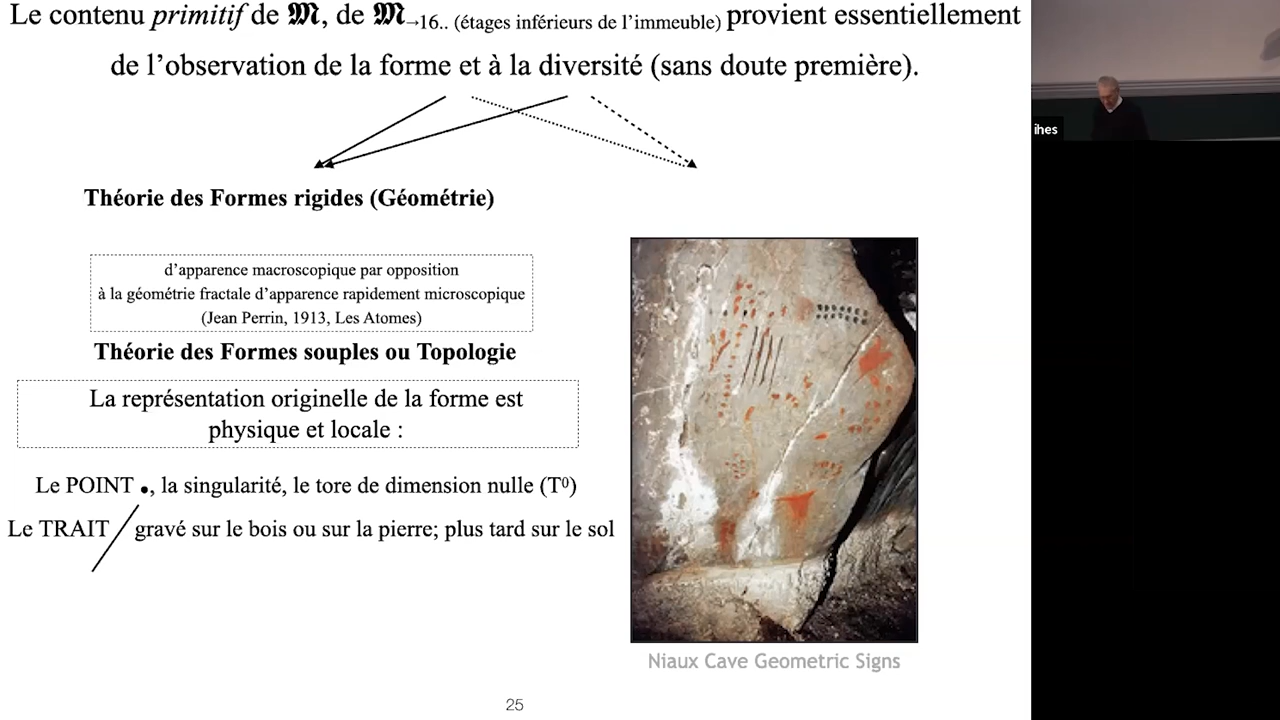 Le contenu primitif de 𝕸, de 𝕸→16.. (étages inférieurs de l’immeuble) provient essentiellement
de l’observation de la forme et à la diversité (sans doute première).
Théorie des Formes rigides (Géométrie)
d’apparence macroscopique par opposition
à la géométrie fractale d’apparence rapidement microscopique
(Jean Perrin, 1913, Les Atomes)
Théorie des Formes souples ou Topologie
La représentation originelle de la forme est
physique et locale :
Le POINT •, la singularité, le tore de dimension nulle (T⁰)
Le TRAIT / gravé sur le bois ou sur la pierre; plus tard sur le sol
Niaux Cave Geometric Signs
25
ihes